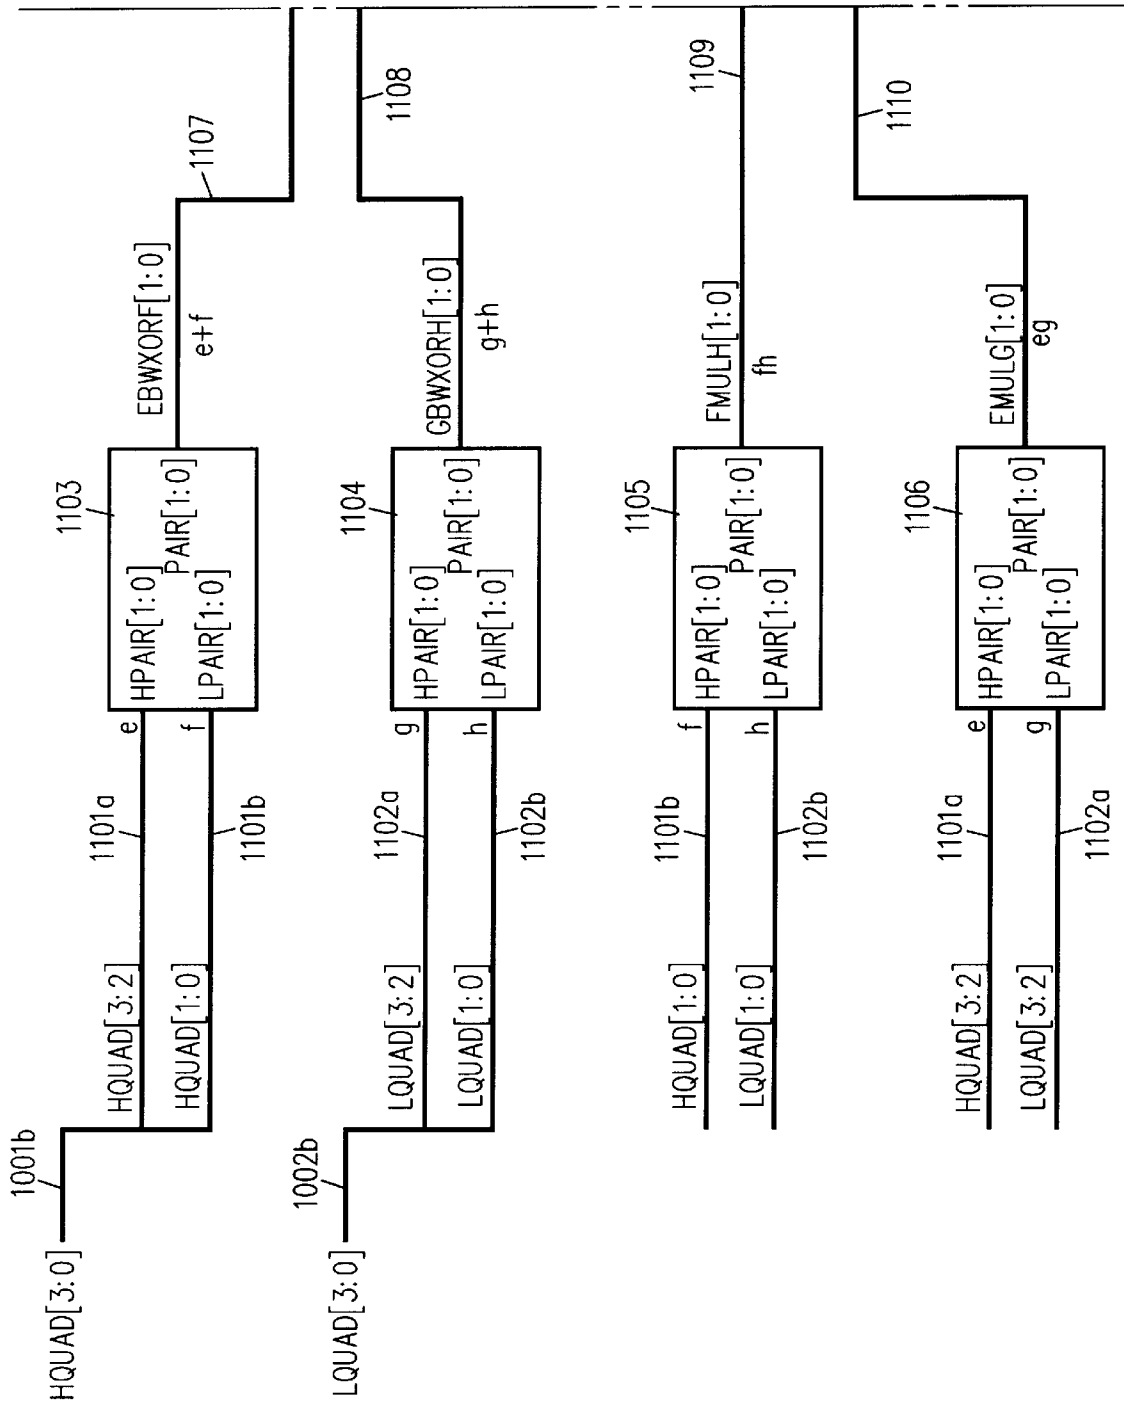 HQUAD[3:0]
1001b
HQUAD[3:2]
HQUAD[1:0]
1101a
1101b
e
f
1103
HPAIR[1:0]
PAIR[1:0]
LPAIR[1:0]
EBWXORF[1:0]
e+f
1107
LQUAD[3:0]
1002b
LQUAD[3:2]
LQUAD[1:0]
1102a
1102b
g
h
1104
HPAIR[1:0]
PAIR[1:0]
LPAIR[1:0]
GBWXORH[1:0]
g+h
1108
HQUAD[1:0]
LQUAD[1:0]
1101b
1102b
f
h
1105
HPAIR[1:0]
PAIR[1:0]
LPAIR[1:0]
FMULH[1:0]
fh
1109
HQUAD[3:2]
LQUAD[3:2]
1101a
1102a
e
g
1106
HPAIR[1:0]
PAIR[1:0]
LPAIR[1:0]
EMULG[1:0]
eg
1110